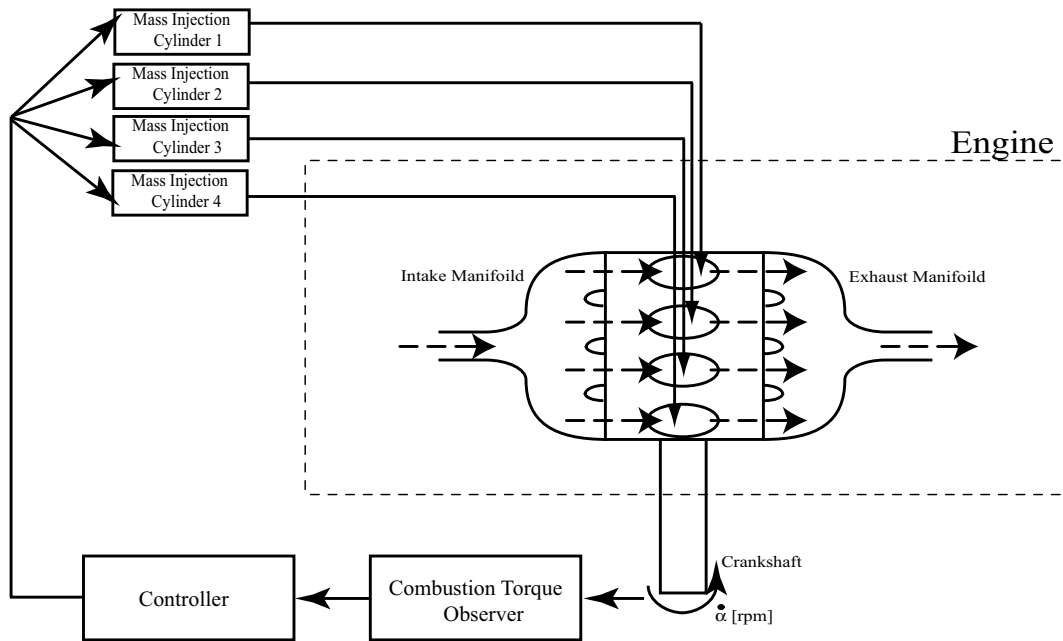 Mass Injection
Cylinder 1
Mass Injection
Cylinder 2
Mass Injection
Cylinder 3
Mass Injection
Cylinder 4
Engine
Intake Manifoild
Exhaust Manifoild
Crankshaft
α̇ [rpm]
Combustion Torque
Observer
Controller